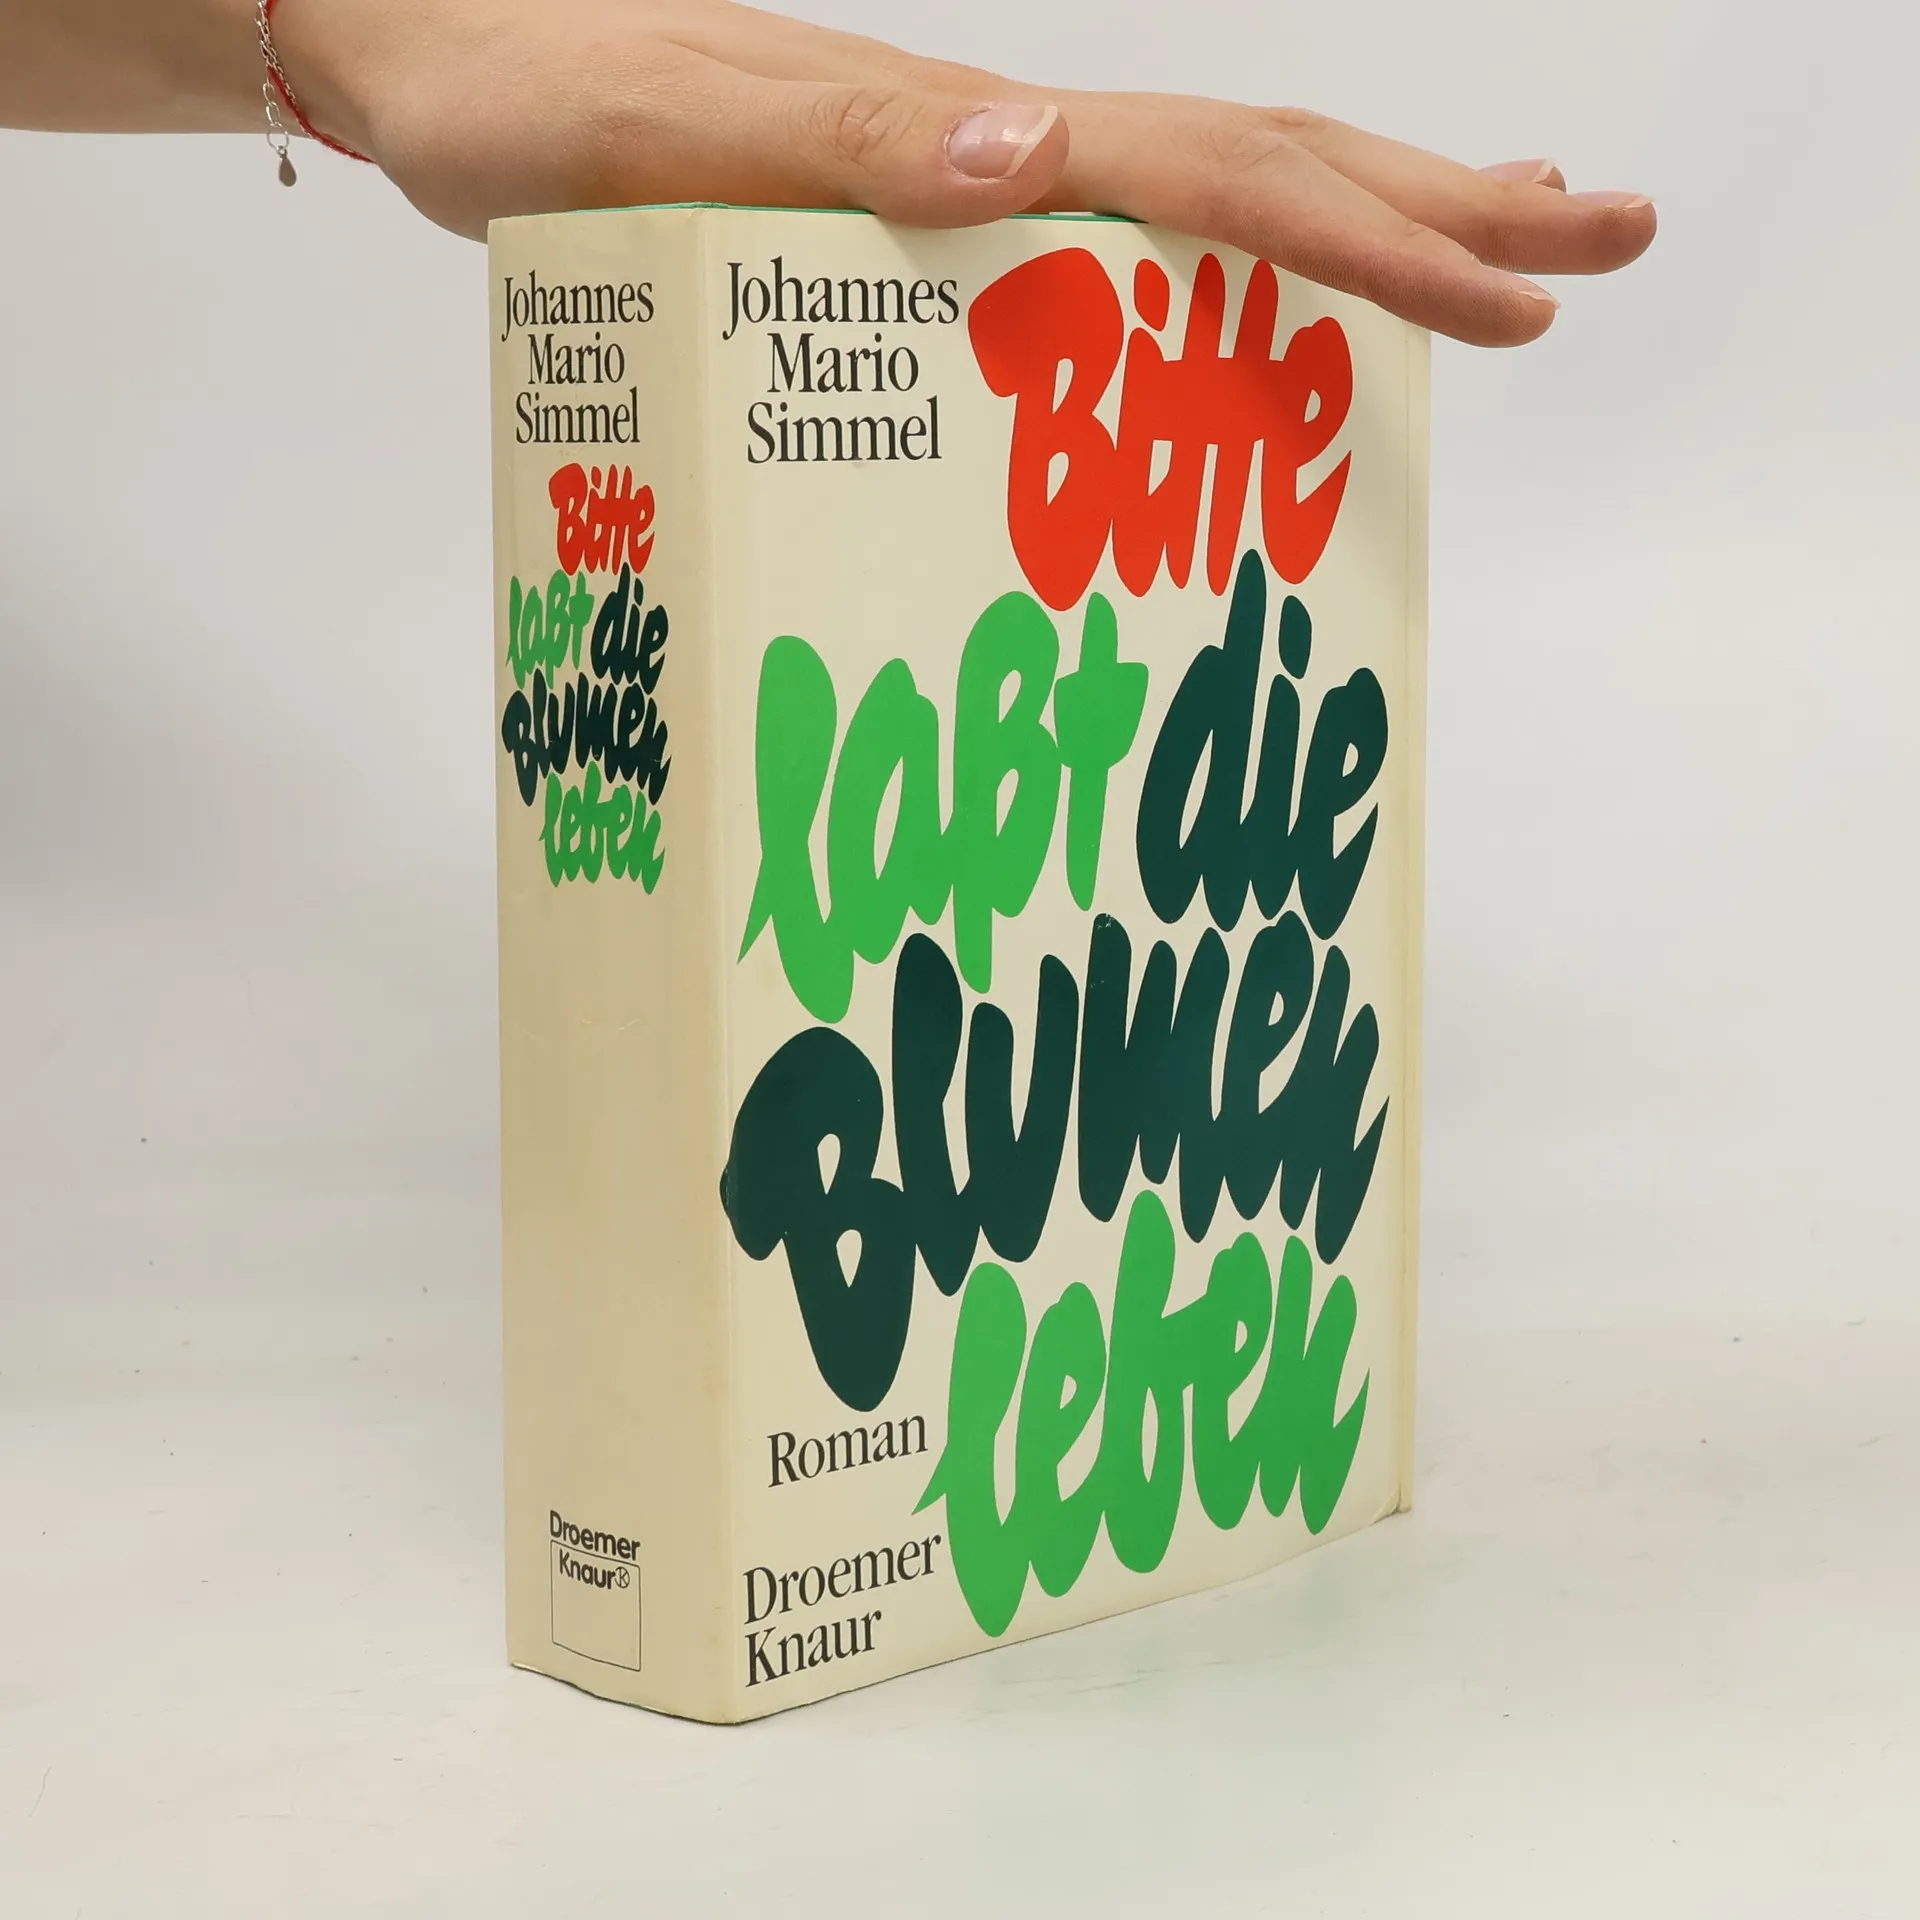 Johannes
Mario
Simmel
Bitte
laßt die
Blumen
leben
Droemer
Knaur
Johannes
Mario
Simmel
Bitte
laßt die
Blumen
leben
Roman
Droemer
Knaur